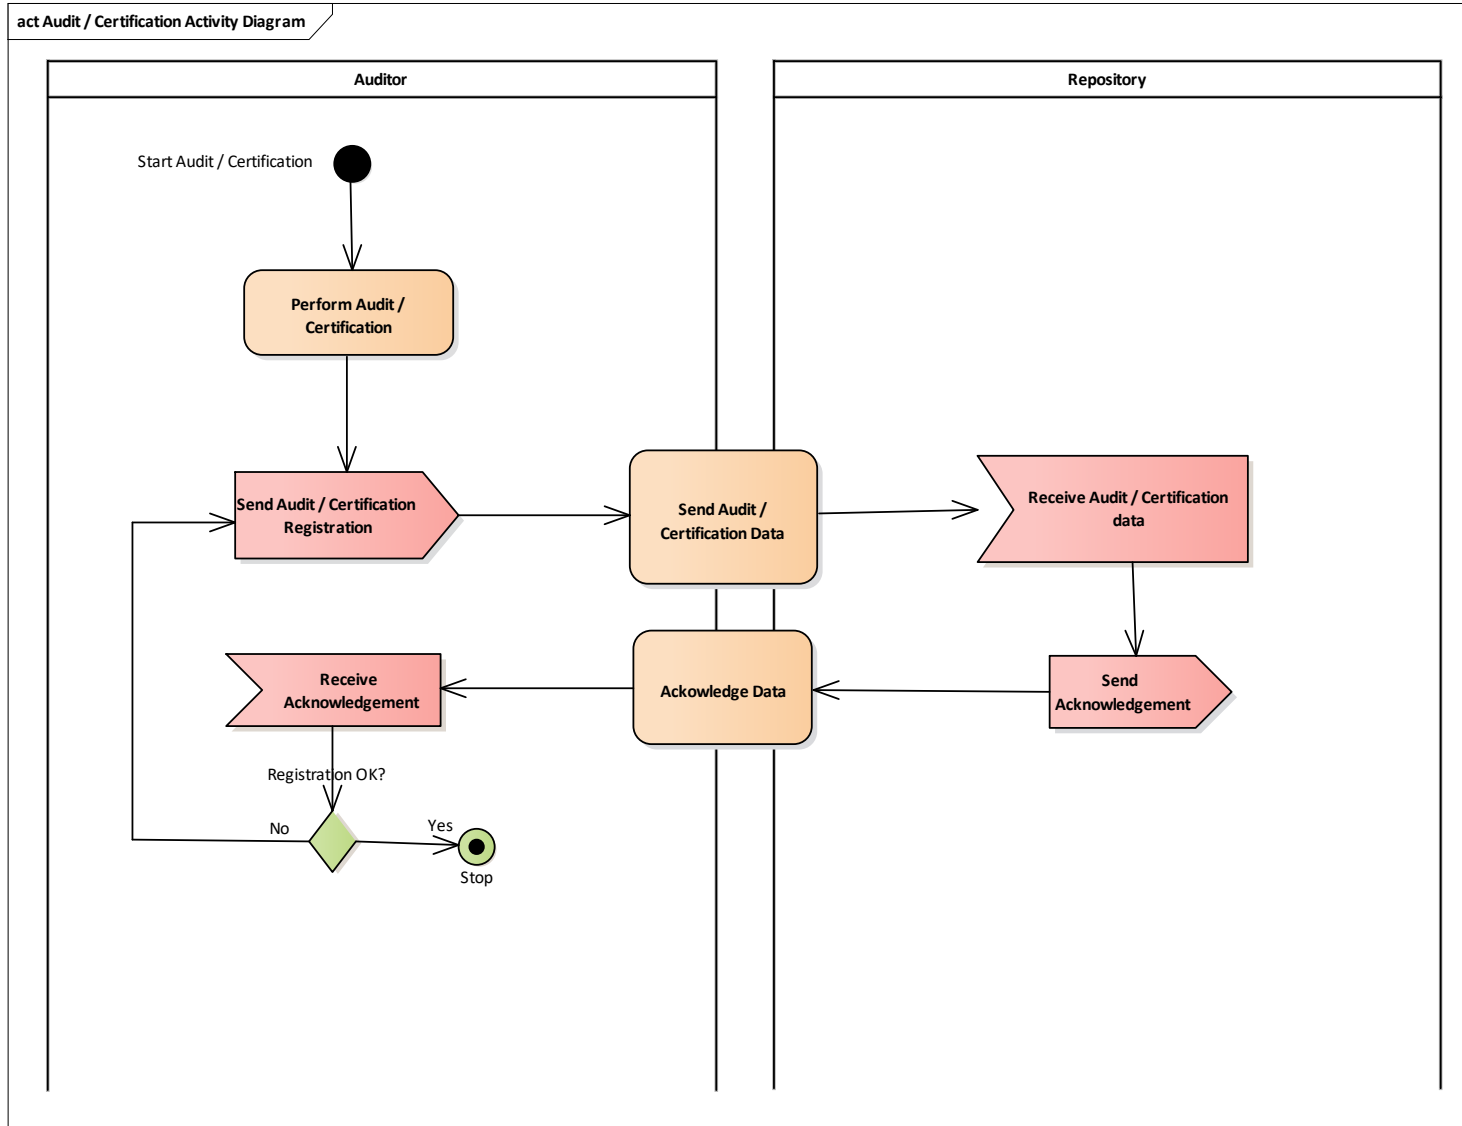 act Audit / Certification Activity Diagram
Auditor
Repository
Start Audit / Certification
Perform Audit /
Certification
Send Audit / Certification
Registration
Send Audit /
Certification Data
Receive Audit / Certification
data
Receive
Acknowledgement
Ackowledge Data
Send
Acknowledgement
Registration OK?
No
Yes
Stop